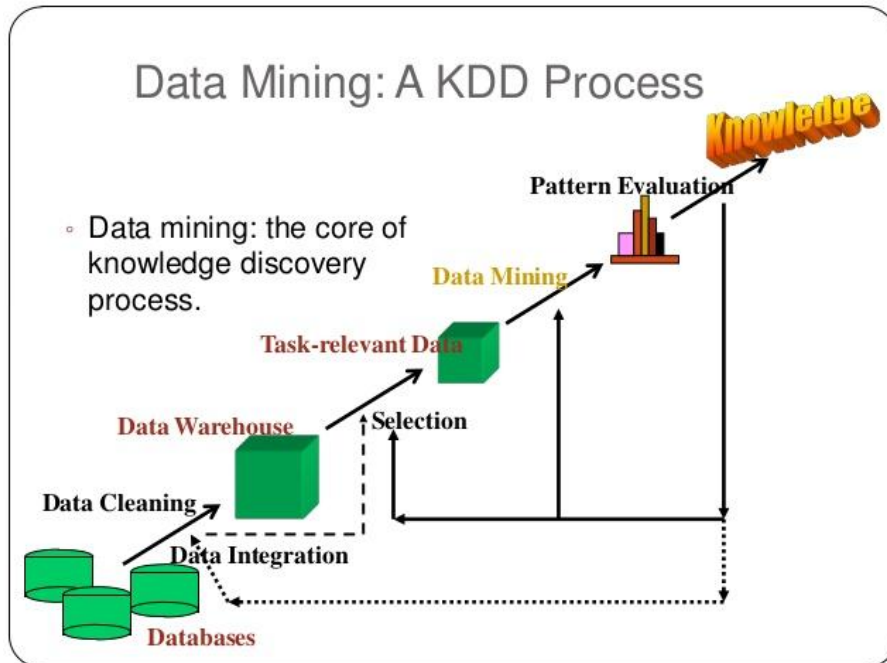 Data Mining: A KDD Process
Knowledge
Pattern Evaluation
◦ Data mining: the core of
knowledge discovery
process.
Data Mining
Task-relevant Data
Selection
Data Warehouse
Data Cleaning
Data Integration
Databases